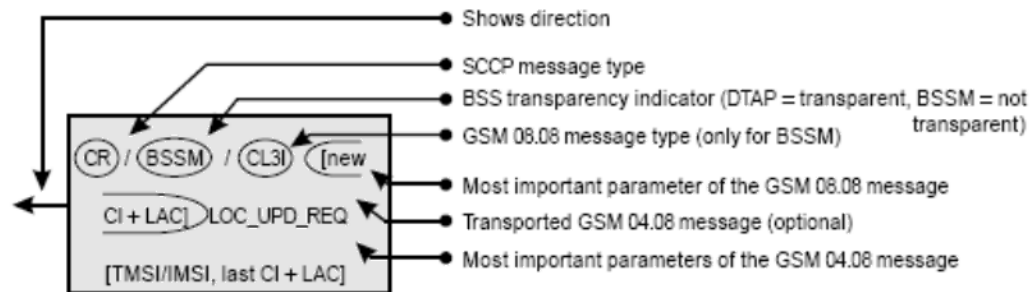 Shows direction
SCCP message type
BSS transparency indicator (DTAP = transparent, BSSM = not
transparent)
GSM 08.08 message type (only for BSSM)
Most important parameter of the GSM 08.08 message
Transported GSM 04.08 message (optional)
Most important parameters of the GSM 04.08 message
CR / BSSM / CL3I [new
CI + LAC] LOC_UPD_REQ
[TMSI/IMSI, last CI + LAC]